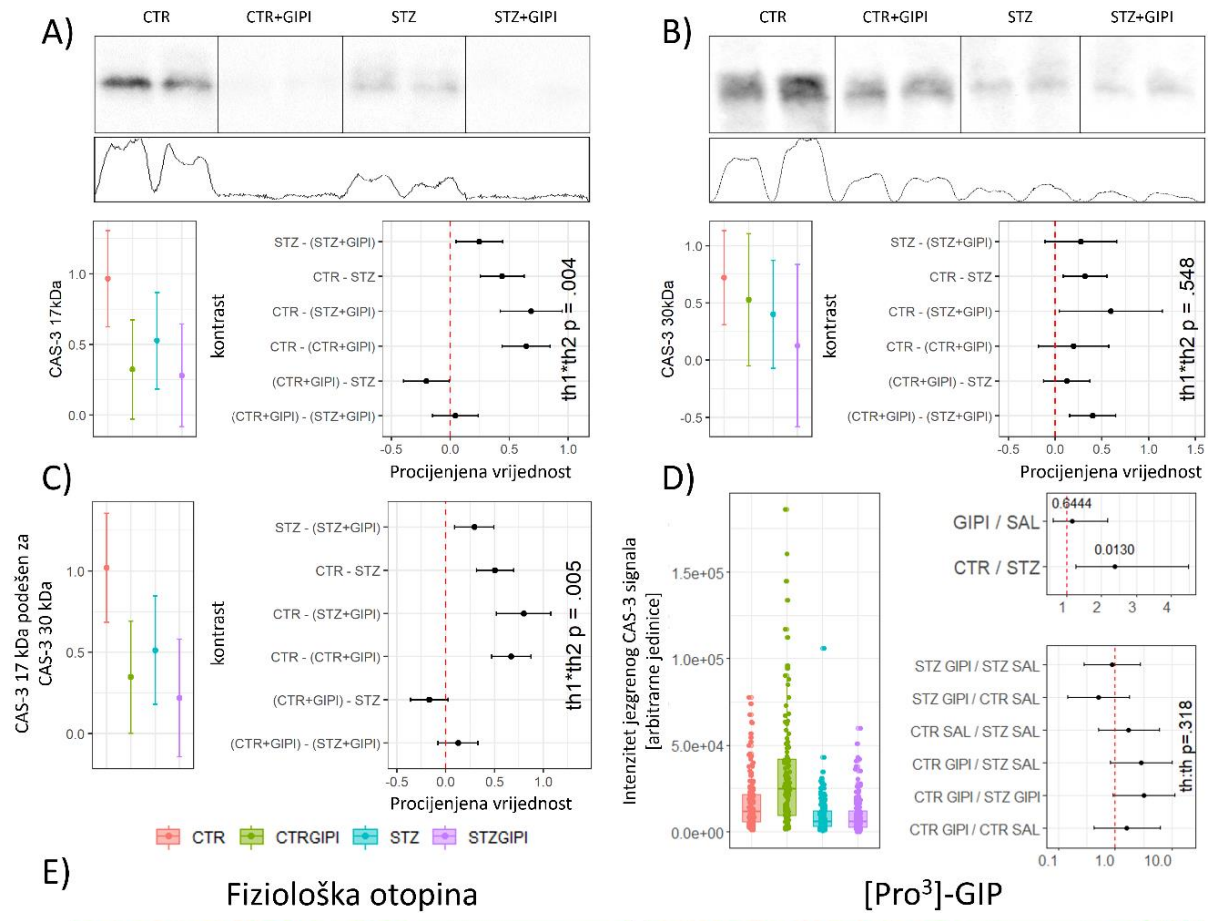 A)
CTR CTR+GIPI STZ STZ+GIPI
CAS-3 17kDa
1.0
0.5
0.0
kontrast
STZ - (STZ+GIPI)
CTR - STZ
CTR - (STZ+GIPI)
CTR - (CTR+GIPI)
(CTR+GIPI) - STZ
(CTR+GIPI) - (STZ+GIPI)
th1*th2 p = .004
-0.5 0.0 0.5 1.0
Procijenjena vrijednost
B)
CTR CTR+GIPI STZ STZ+GIPI
CAS-3 30kDa
1.0
0.5
0.0
-0.5
kontrast
STZ - (STZ+GIPI)
CTR - STZ
CTR - (STZ+GIPI)
CTR - (CTR+GIPI)
(CTR+GIPI) - STZ
(CTR+GIPI) - (STZ+GIPI)
th1*th2 p = .548
-0.5 0.0 0.5 1.0 1.5
Procijenjena vrijednost
C)
CAS-3 17 kDa podešen za
CAS-3 30 kDa
1.0
0.5
0.0
kontrast
STZ - (STZ+GIPI)
CTR - STZ
CTR - (STZ+GIPI)
CTR - (CTR+GIPI)
(CTR+GIPI) - STZ
(CTR+GIPI) - (STZ+GIPI)
th1*th2 p = .005
-0.5 0.0 0.5 1.0
Procijenjena vrijednost
CTR CTRGIPI STZ STZGIPI
D)
Intenzitet jezgrenog CAS-3 signala
[arbitrarne jedinice]
1.5e+05
1.0e+05
5.0e+04
0.0e+00
GIPI / SAL
CTR / STZ
0.6444
0.0130
1 2 3 4
STZ GIPI / STZ SAL
STZ GIPI / CTR SAL
CTR SAL / STZ SAL
CTR GIPI / STZ SAL
CTR GIPI / STZ GIPI
CTR GIPI / CTR SAL
th:th p=.318
0.1 1.0 10.0
E)
Fiziološka otopina
[Pro³]-GIP